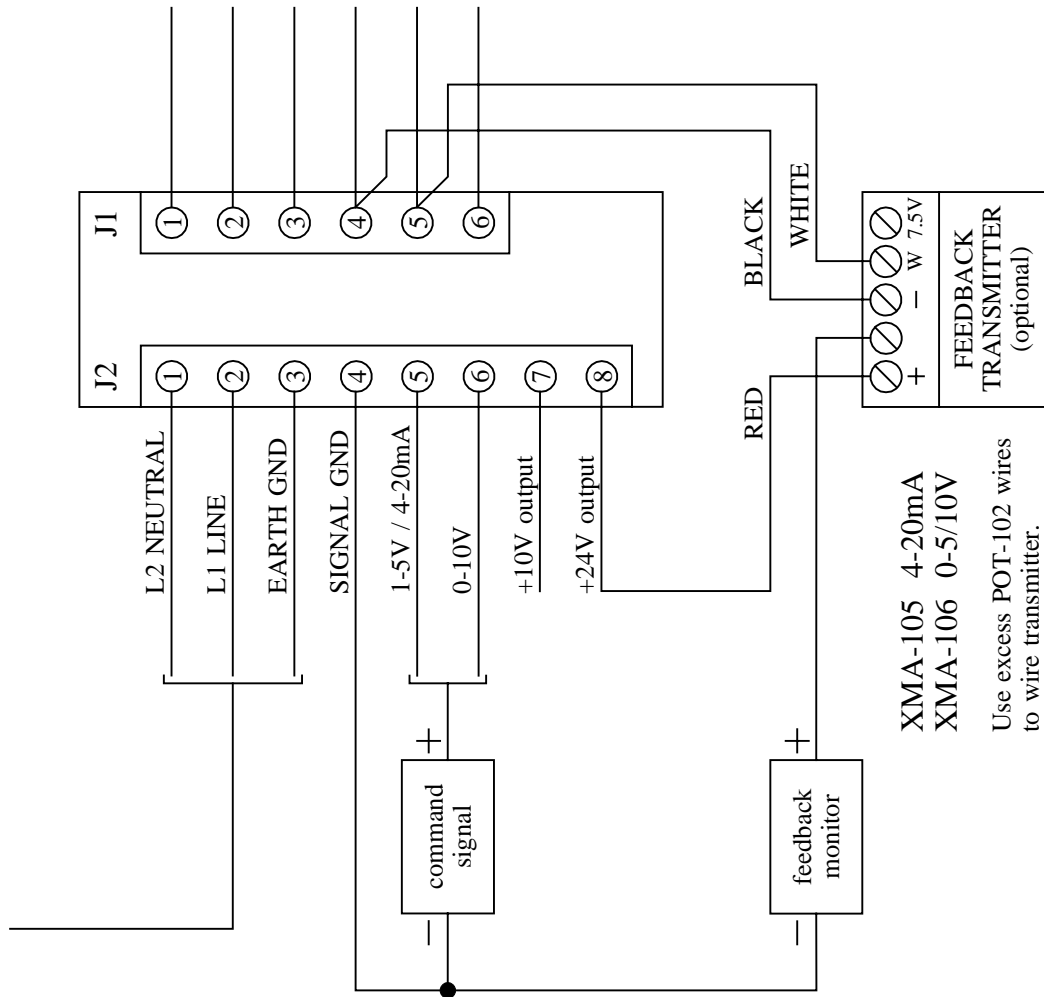 J1
1
2
3
4
5
6
J2
1
2
3
4
5
6
7
8
L2 NEUTRAL
L1 LINE
EARTH GND
SIGNAL GND
1-5V / 4-20mA
0-10V
+10V output
+24V output
RED
BLACK
WHITE
+
−
W
7.5V
FEEDBACK
TRANSMITTER
(optional)
+
command
signal
−
+
feedback
monitor
−
XMA-105 4-20mA
XMA-106 0-5/10V
Use excess POT-102 wires
to wire transmitter.